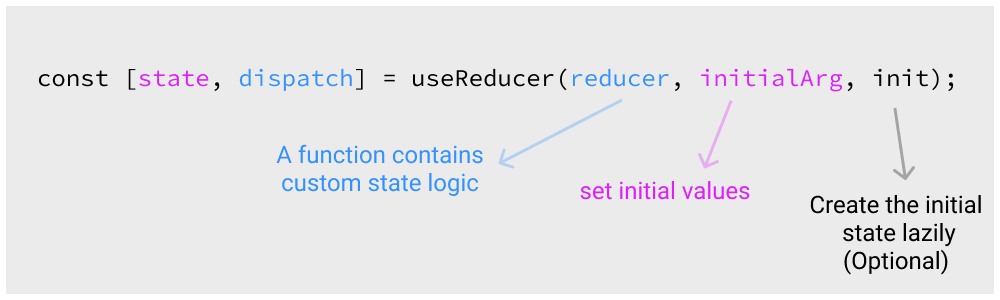 const [state, dispatch] = useReducer(reducer, initialArg, init);
A function contains
custom state logic
set initial values
Create the initial
state lazily
(Optional)